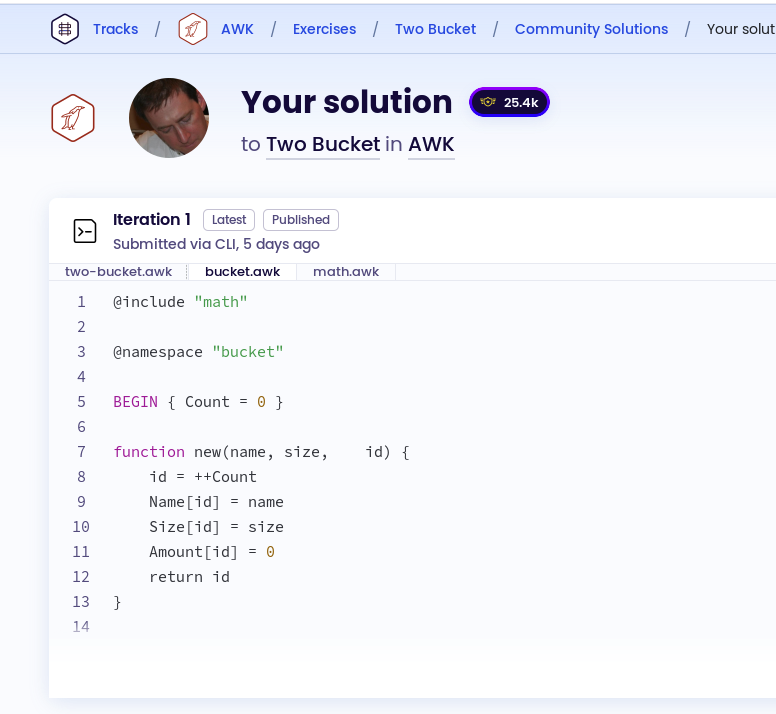 Tracks / AWK / Exercises / Two Bucket / Community Solutions / Your solut
Your solution 25.4k
to Two Bucket in AWK
Iteration 1 Latest Published
Submitted via CLI, 5 days ago
two-bucket.awk bucket.awk math.awk
1 @include "math"
2
3 @namespace "bucket"
4
5 BEGIN { Count = 0 }
6
7 function new(name, size,    id) {
8     id = ++Count
9     Name[id] = name
10     Size[id] = size
11     Amount[id] = 0
12     return id
13 }
14